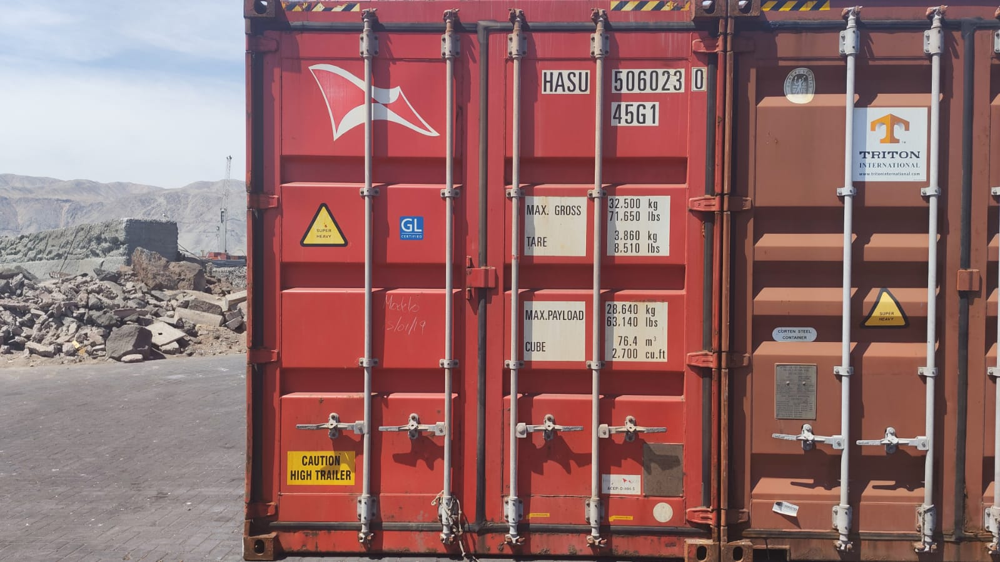 HASU 506023 0
45G1
MAX. GROSS 32.500 kg
71.650 lbs
TARE 3.860 kg
8.510 lbs
SUPER
HEAVY
GL
CERTIFIED
MAX.PAYLOAD 28.640 kg
63.140 lbs
CUBE 76.4 m³
2.700 cu.ft
Modelo
/01/19
CAUTION
HIGH TRAILER
ACEP-D-HH-5
TRITON
INTERNATIONAL
www.tritoninternational.com
SUPER
HEAVY
CORTEN STEEL
CONTAINER